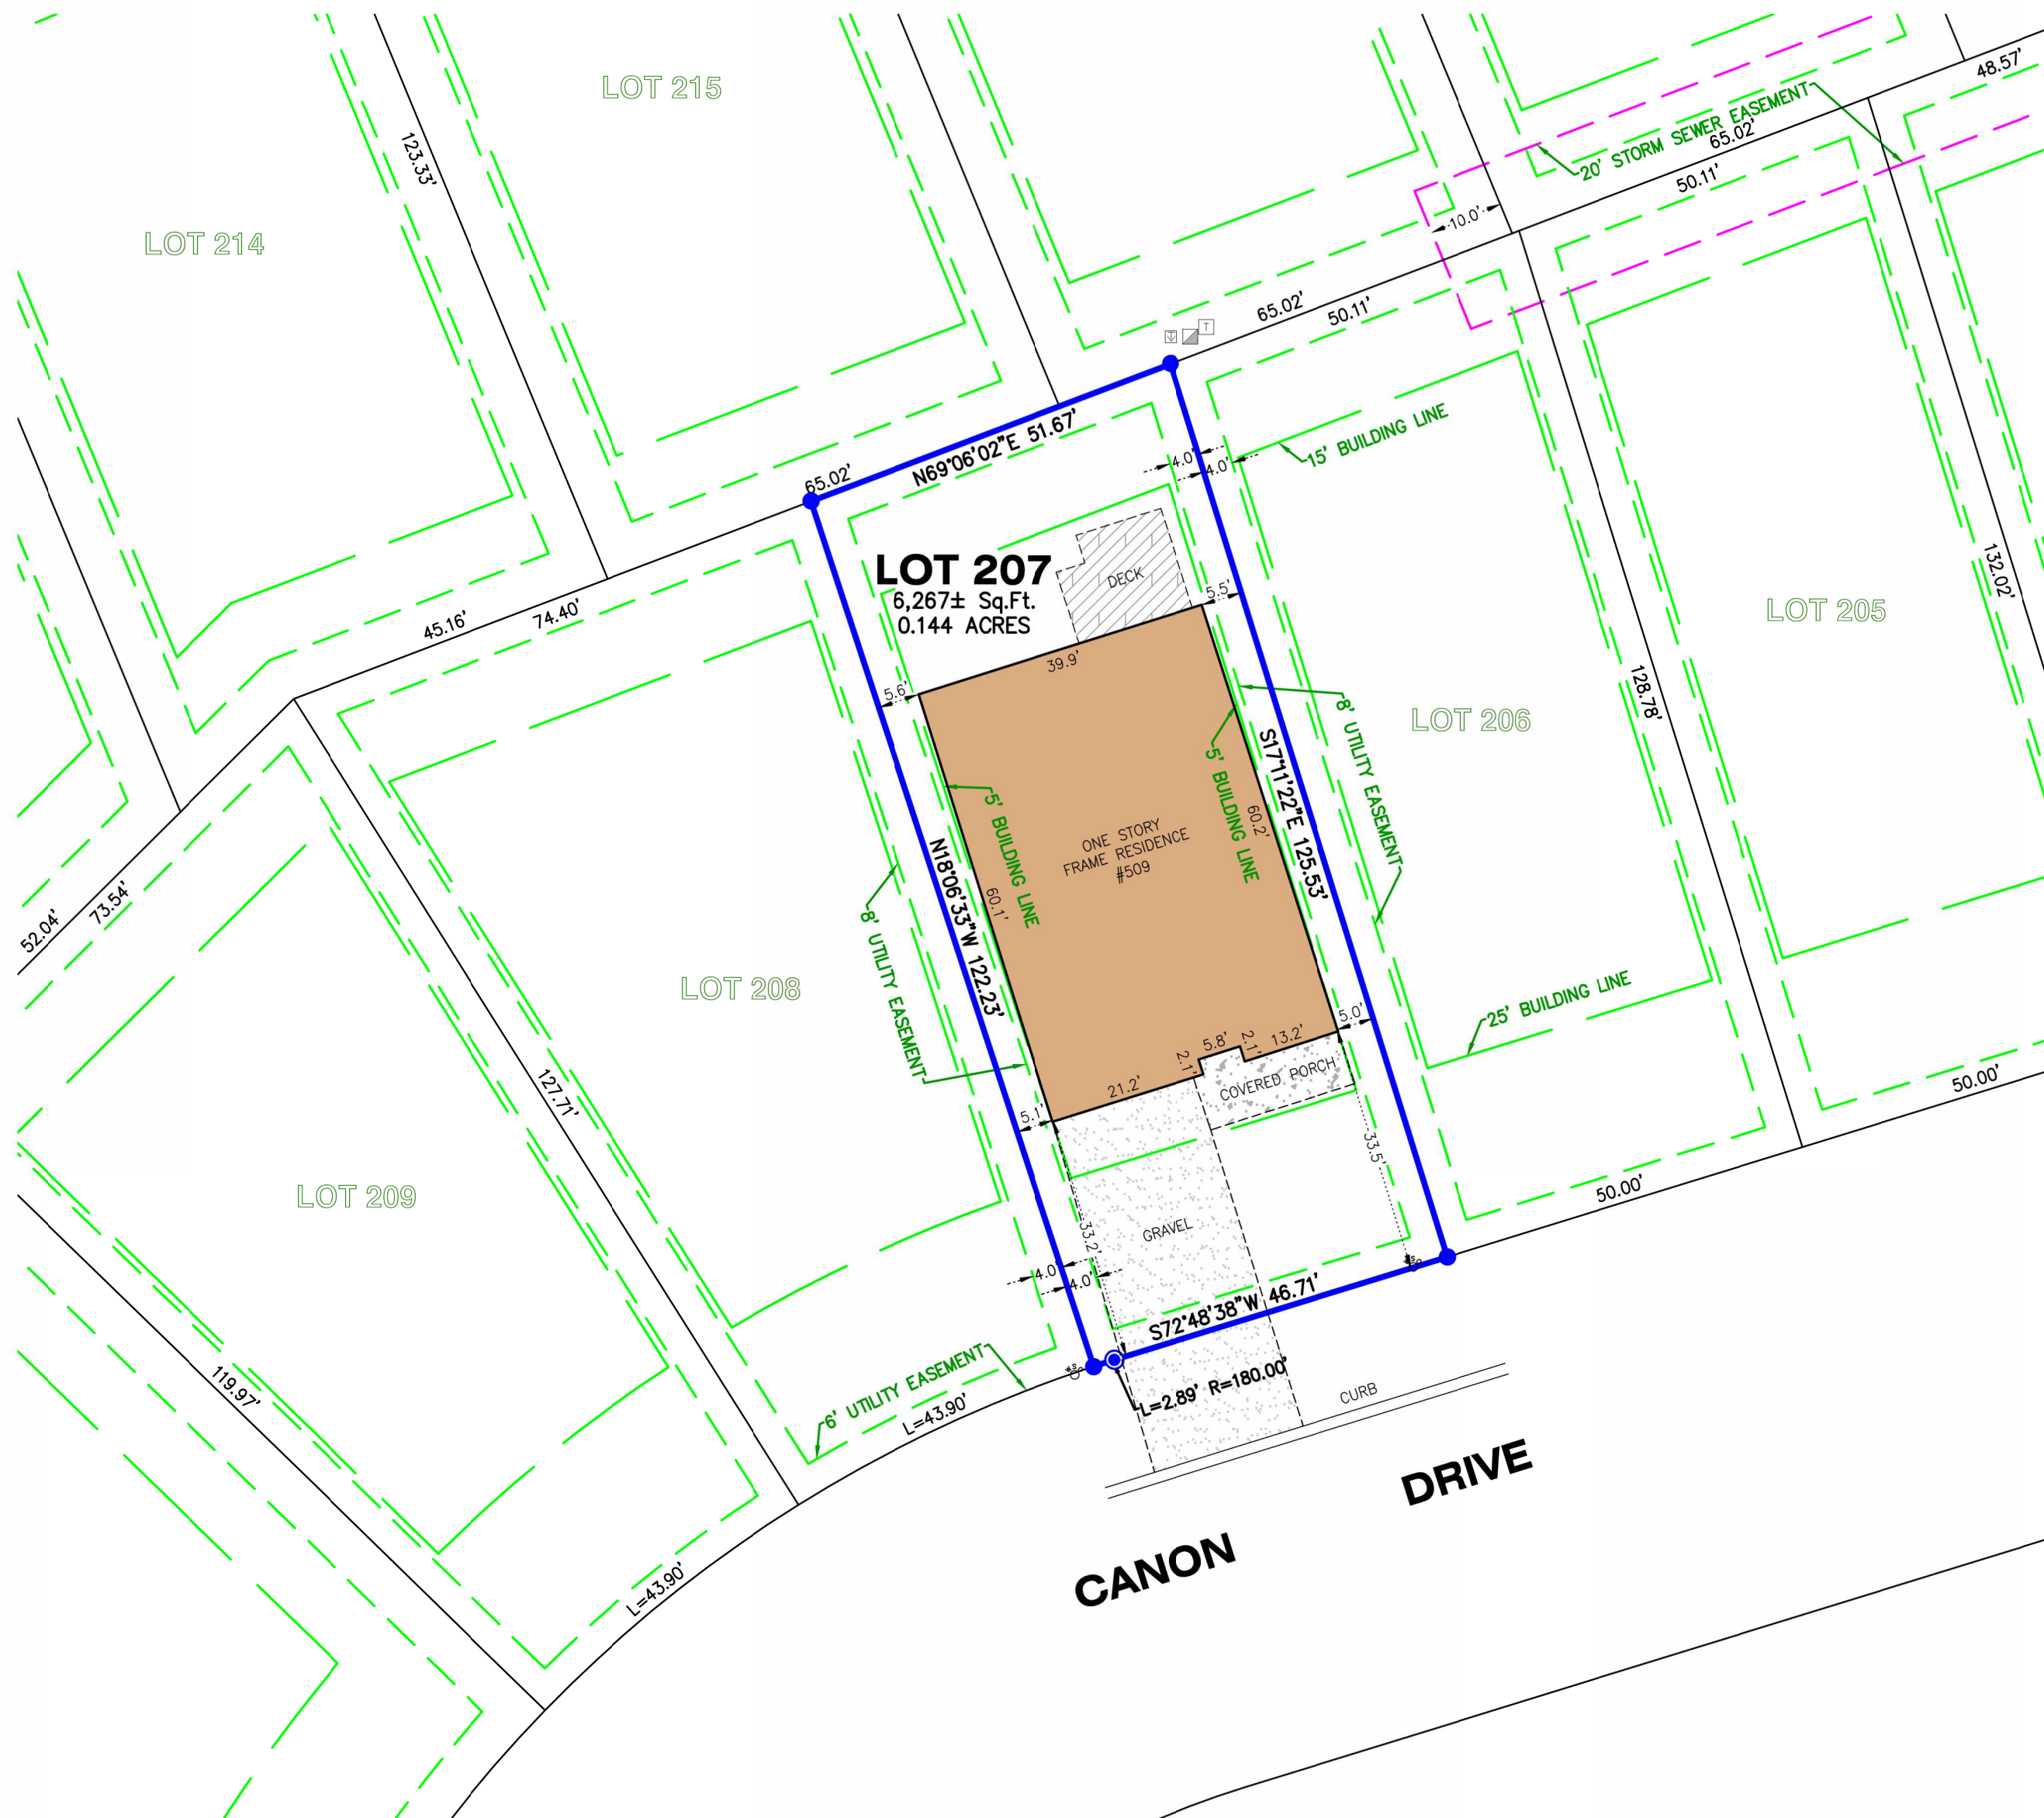 LOT 215
48.57'
123.33'
20' STORM SEWER EASEMENT
65.02'
50.11'
LOT 214
10.0'
65.02'
50.11'
T
T
15' BUILDING LINE
N69°06'02"E 51.67'
4.0'
4.0'
65.02'
LOT 207
6,267± Sq.Ft.
0.144 ACRES
DECK
5.5'
132.02'
LOT 205
45.16'
74.40'
39.9'
5.6'
128.78'
LOT 206
8' UTILITY EASEMENT
5' BUILDING LINE
S17°11'22"E 125.53'
60.2'
5' BUILDING LINE
ONE STORY
FRAME RESIDENCE
#509
N18°06'33"W 122.23'
60.1'
52.04'
73.54'
8' UTILITY EASEMENT
LOT 208
25' BUILDING LINE
5.0'
5.8'
2.1'
13.2'
2.1'
21.2'
COVERED PORCH
127.71'
50.00'
5.1'
33.5'
LOT 209
50.00'
GRAVEL
33.2'
4.0'
4.0'
S72°48'38"W 46.71'
6' UTILITY EASEMENT
L=2.89' R=180.00'
CURB
119.97'
L=43.90'
DRIVE
CANON
L=43.90'